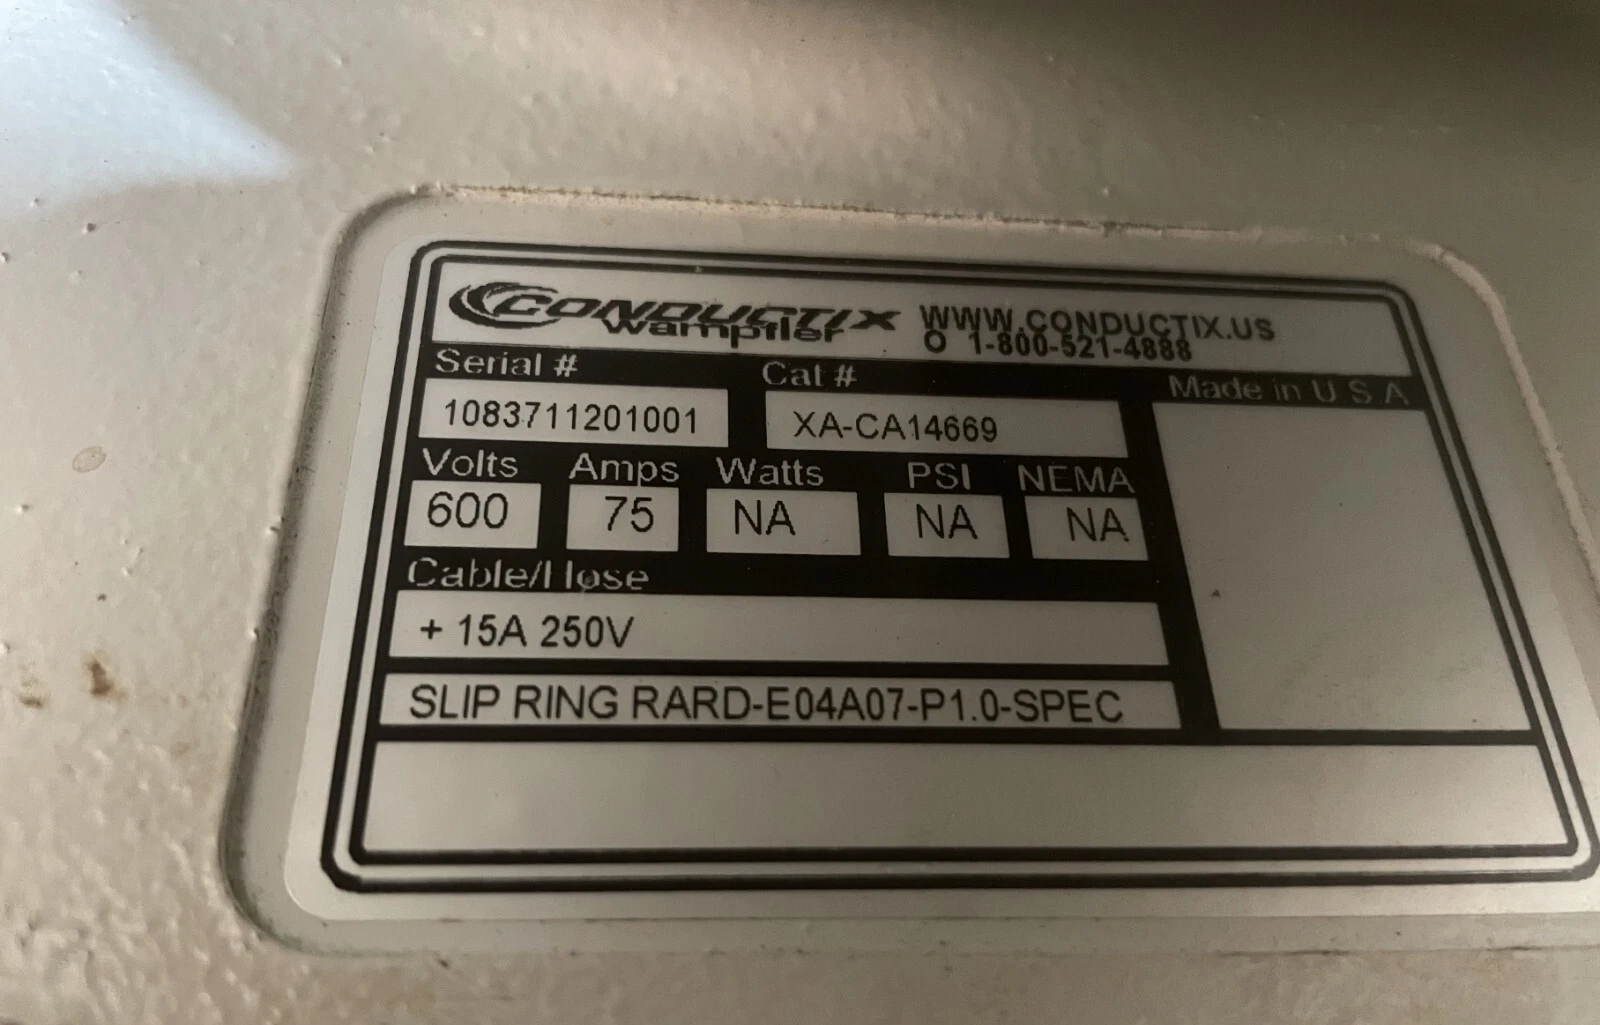 CONDUCTIX
wampfler
WWW.CONDUCTIX.US
O 1-800-521-4888
Serial # Cat # Made in U S A
1083711201001 XA-CA14669
Volts Amps Watts PSI NEMA
600 75 NA NA NA
Cable/Hose
+ 15A 250V
SLIP RING RARD-E04A07-P1.0-SPEC